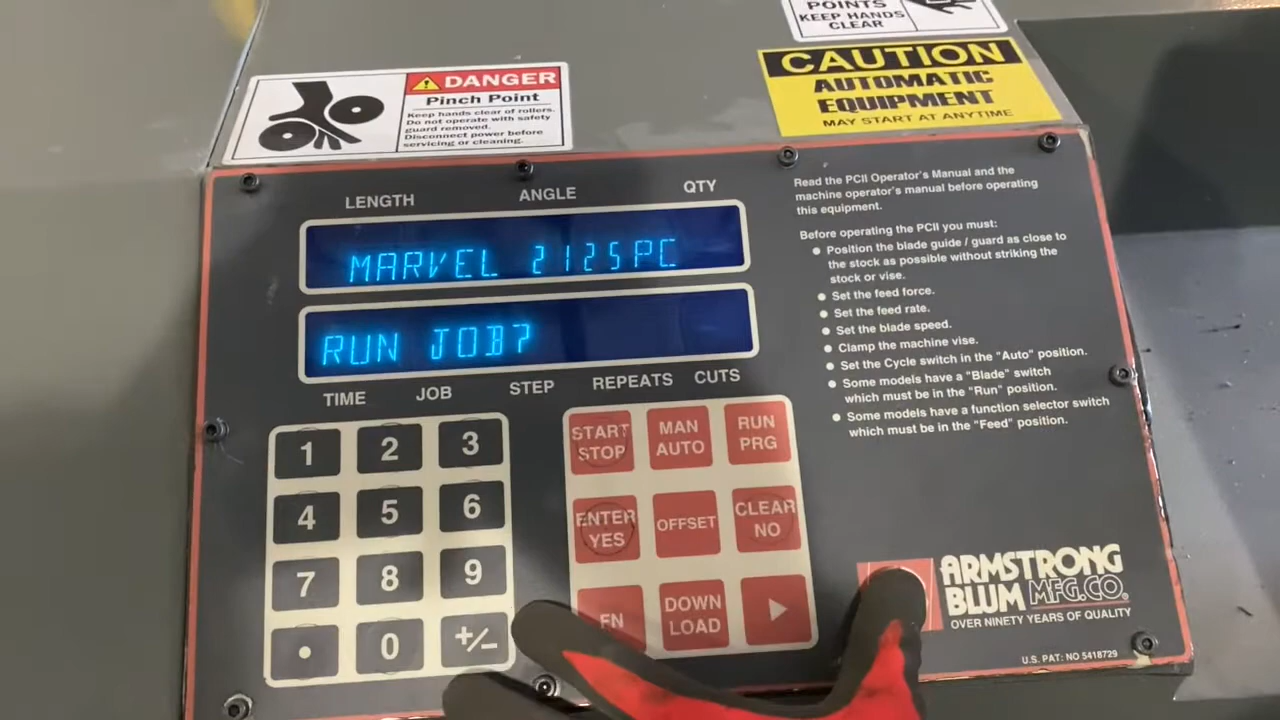 POINTS
KEEP HANDS
CLEAR
DANGER
Pinch Point
Keep hands clear of rollers.
Do not operate with safety
guard removed.
Disconnect power before
servicing or cleaning.
CAUTION
AUTOMATIC
EQUIPMENT
MAY START AT ANYTIME
LENGTH ANGLE QTY
MARVEL 2125PC
RUN JOB?
TIME JOB STEP REPEATS CUTS
Read the PCII Operator's Manual and the
machine operator's manual before operating
this equipment.
Before operating the PCII you must:
● Position the blade guide / guard as close to
the stock as possible without striking the
stock or vise.
● Set the feed force.
● Set the feed rate.
● Set the blade speed.
● Clamp the machine vise.
● Set the Cycle switch in the "Auto" position.
● Some models have a "Blade" switch
which must be in the "Run" position.
● Some models have a function selector switch
which must be in the "Feed" position.
1 2 3
4 5 6
7 8 9
. 0 +/-
START
STOP
MAN
AUTO
RUN
PRG
ENTER
YES
OFFSET
CLEAR
NO
FN
DOWN
LOAD
ARMSTRONG
BLUM MFG.CO.®
OVER NINETY YEARS OF QUALITY
U.S. PAT: NO 5418729